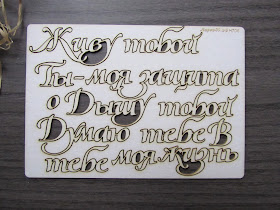 Живу тобой
Ты-моя защита
о Дышу тобой
Думаю тебе В
тебе моя жизнь